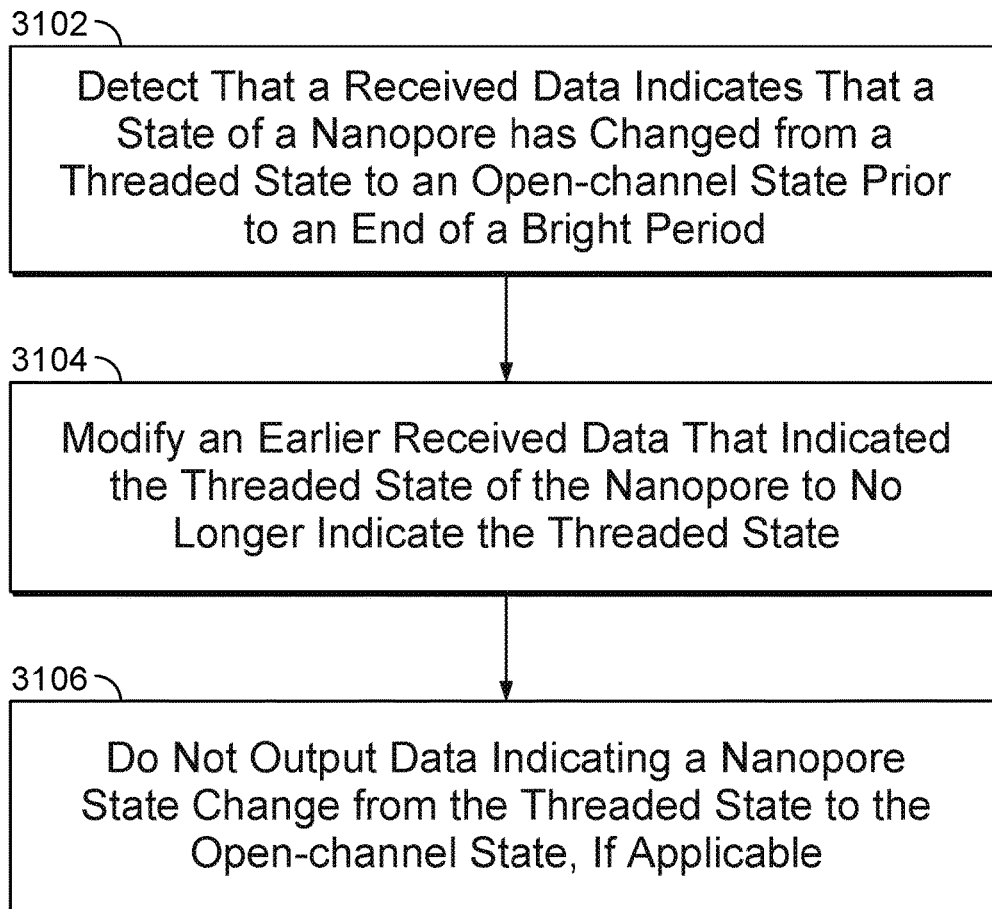 3102
Detect That a Received Data Indicates That a
State of a Nanopore has Changed from a
Threaded State to an Open-channel State Prior
to an End of a Bright Period
3104
Modify an Earlier Received Data That Indicated
the Threaded State of the Nanopore to No
Longer Indicate the Threaded State
3106
Do Not Output Data Indicating a Nanopore
State Change from the Threaded State to the
Open-channel State, If Applicable